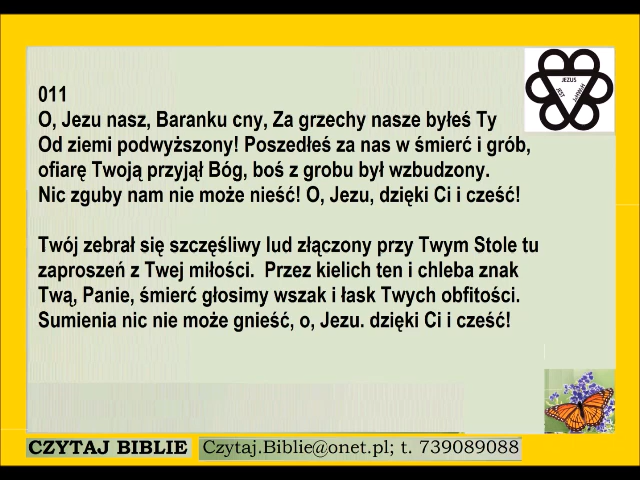 011
O, Jezu nasz, Baranku cny, Za grzechy nasze byłeś Ty
Od ziemi podwyższony! Poszedłeś za nas w śmierć i grób,
ofiarę Twoją przyjął Bóg, boś z grobu był wzbudzony.
Nic zguby nam nie może nieść! O, Jezu, dzięki Ci i cześć!
Twój zebrał się szczęśliwy lud złączony przy Twym Stole tu
zaproszeń z Twej miłości. Przez kielich ten i chleba znak
Twą, Panie, śmierć głosimy wszak i łask Twych obfitości.
Sumienia nic nie może gnieść, o, Jezu. dzięki Ci i cześć!
JEZUS
JEST
CZYTAJ BIBLIE
Czytaj.Biblie@onet.pl; t. 739089088